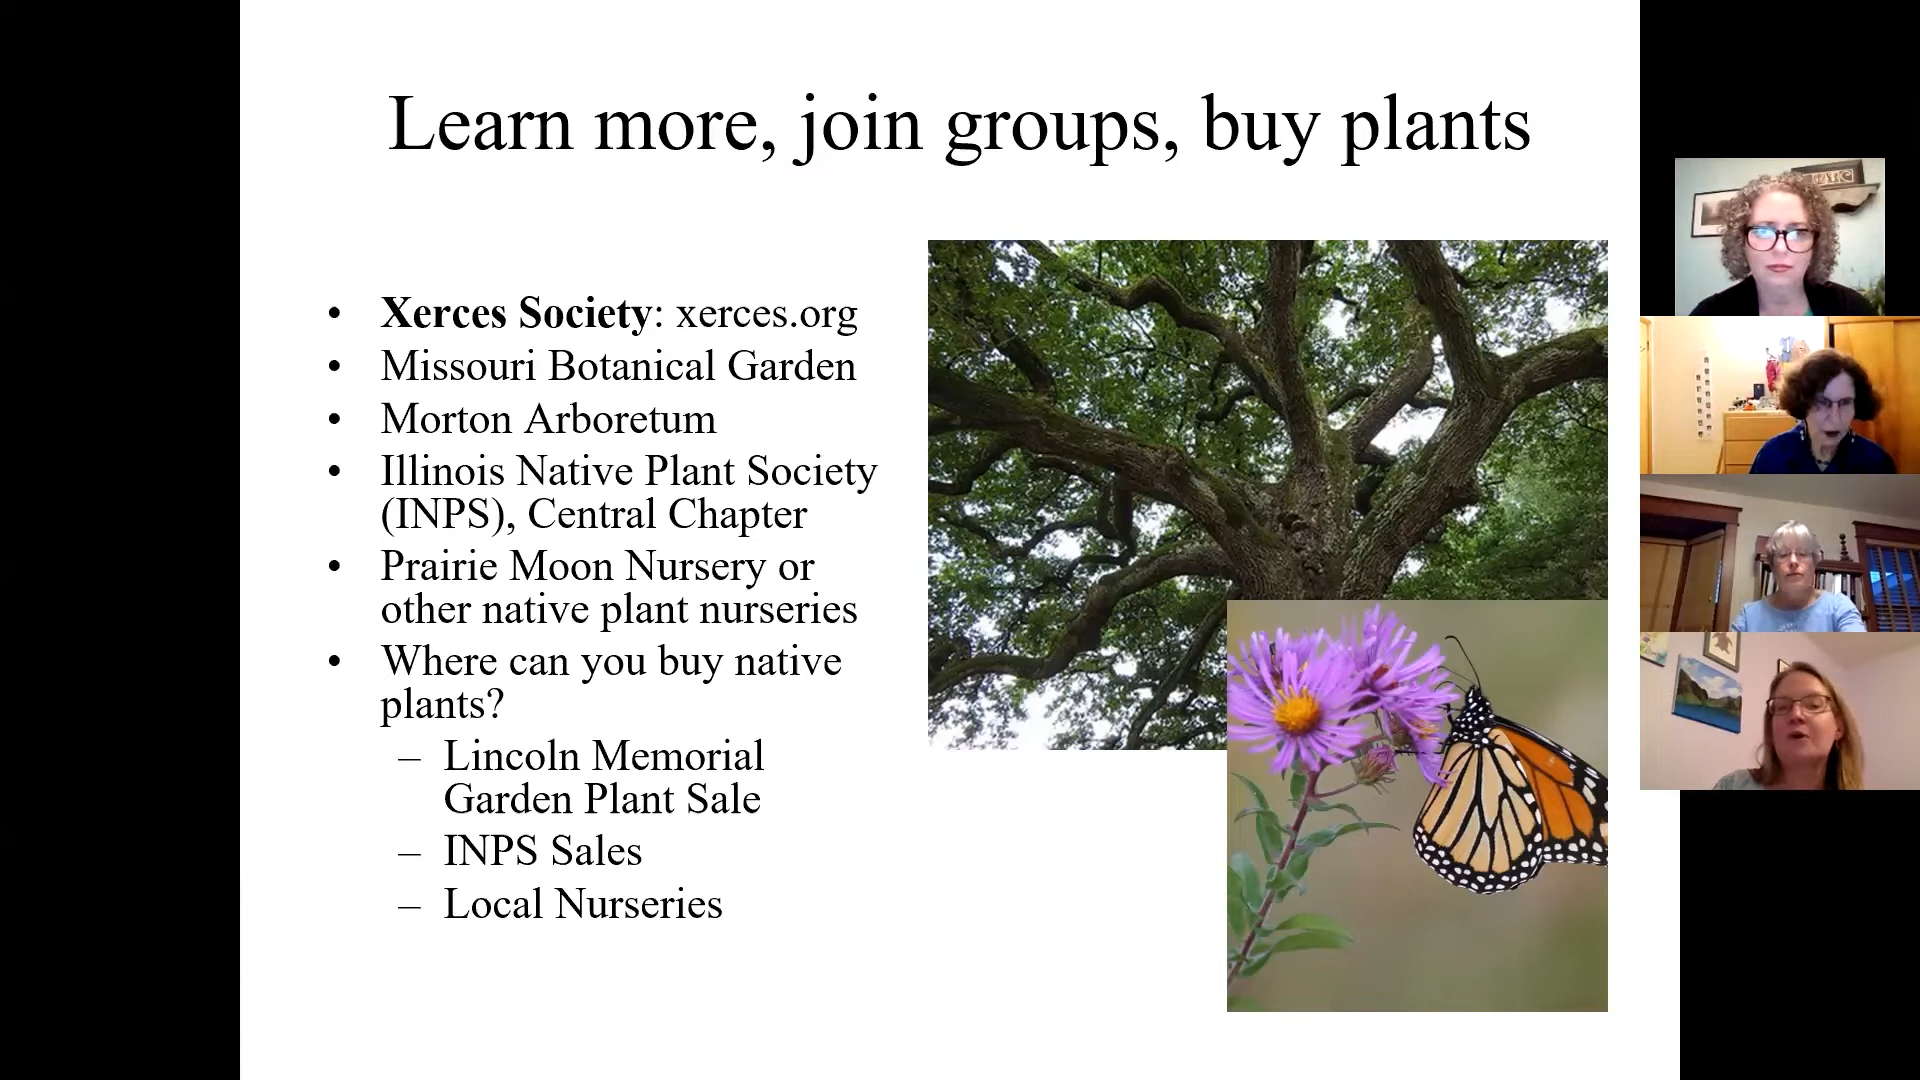 Learn more, join groups, buy plants
• Xerces Society: xerces.org
• Missouri Botanical Garden
• Morton Arboretum
• Illinois Native Plant Society
(INPS), Central Chapter
• Prairie Moon Nursery or
other native plant nurseries
• Where can you buy native
plants?
– Lincoln Memorial
Garden Plant Sale
– INPS Sales
– Local Nurseries